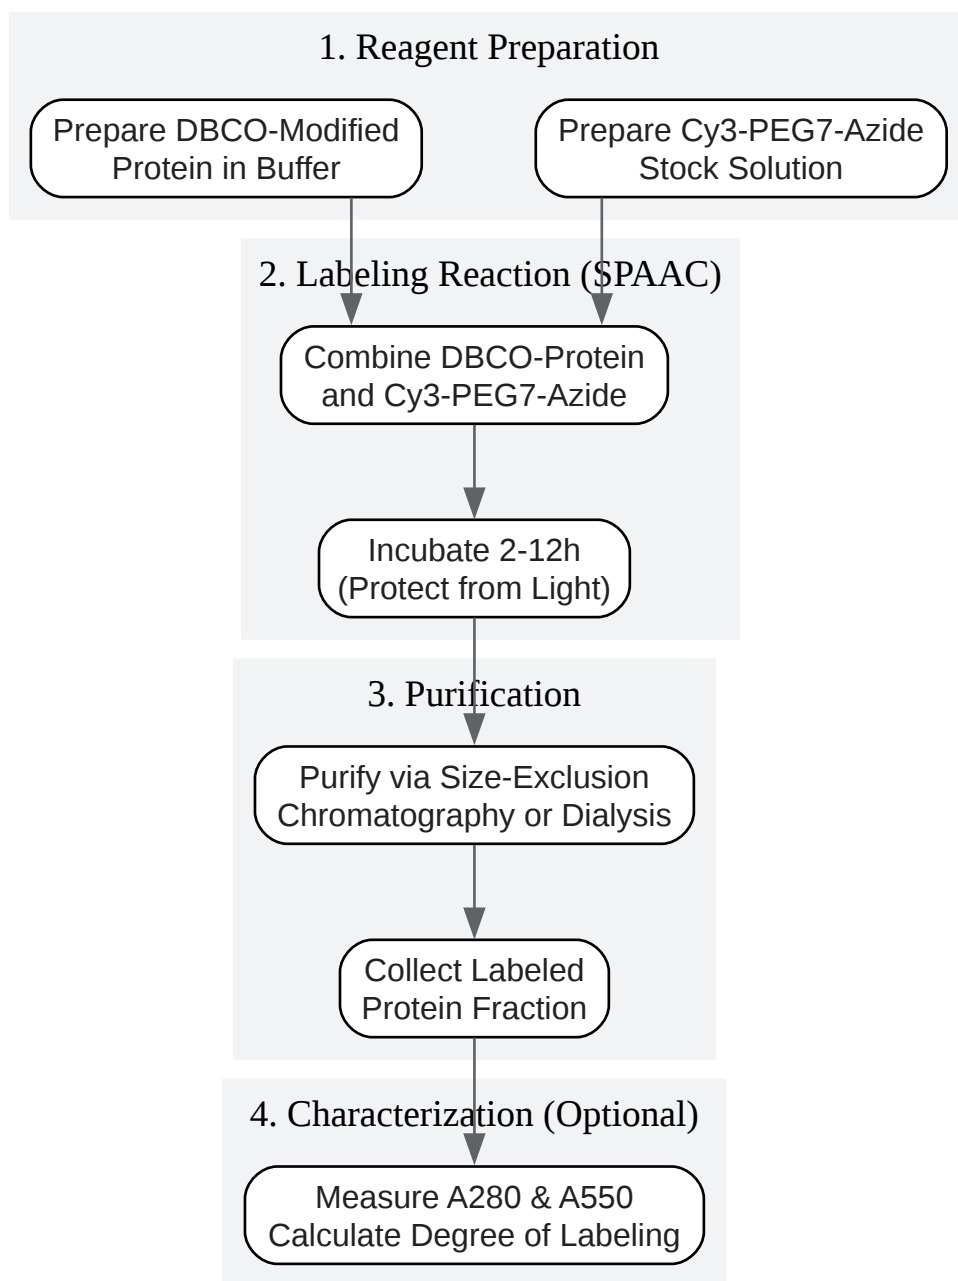 1. Reagent Preparation
Prepare DBCO-Modified
Protein in Buffer
Prepare Cy3-PEG7-Azide
Stock Solution
2. Labeling Reaction (SPAAC)
Combine DBCO-Protein
and Cy3-PEG7-Azide
Incubate 2-12h
(Protect from Light)
3. Purification
Purify via Size-Exclusion
Chromatography or Dialysis
Collect Labeled
Protein Fraction
4. Characterization (Optional)
Measure A280 & A550
Calculate Degree of Labeling